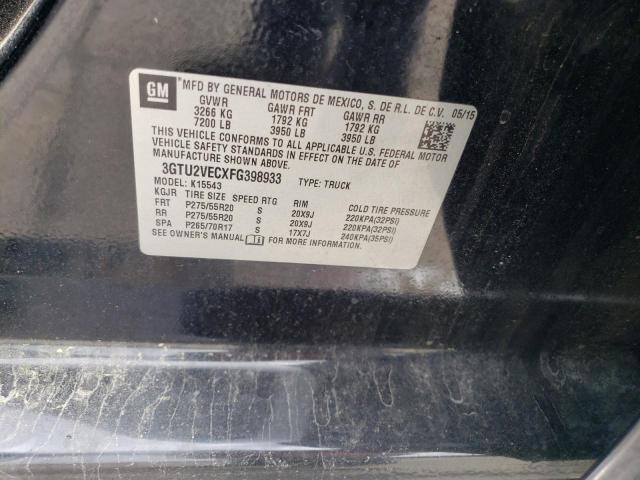 GM
*MFD BY GENERAL MOTORS DE MEXICO, S. DE R.L. DE C.V. 05/15
GVWR GAWR FRT GAWR RR
3266 KG 1792 KG 1792 KG
7200 LB 3950 LB 3950 LB
THIS VEHICLE CONFORMS TO ALL APPLICABLE U.S. FEDERAL MOTOR
VEHICLE SAFETY STANDARDS IN EFFECT ON THE DATE OF
MANUFACTURE SHOWN ABOVE.
3GTU2VECXFG398933 TYPE: TRUCK
MODEL: K15543
KGJR TIRE SIZE SPEED RTG RIM COLD TIRE PRESSURE
FRT P275/55R20 S 20X9J 220KPA(32PSI)
RR P275/55R20 S 20X9J 220KPA(32PSI)
SPA P265/70R17 S 17X7J 240KPA(35PSI)
SEE OWNER'S MANUAL FOR MORE INFORMATION.